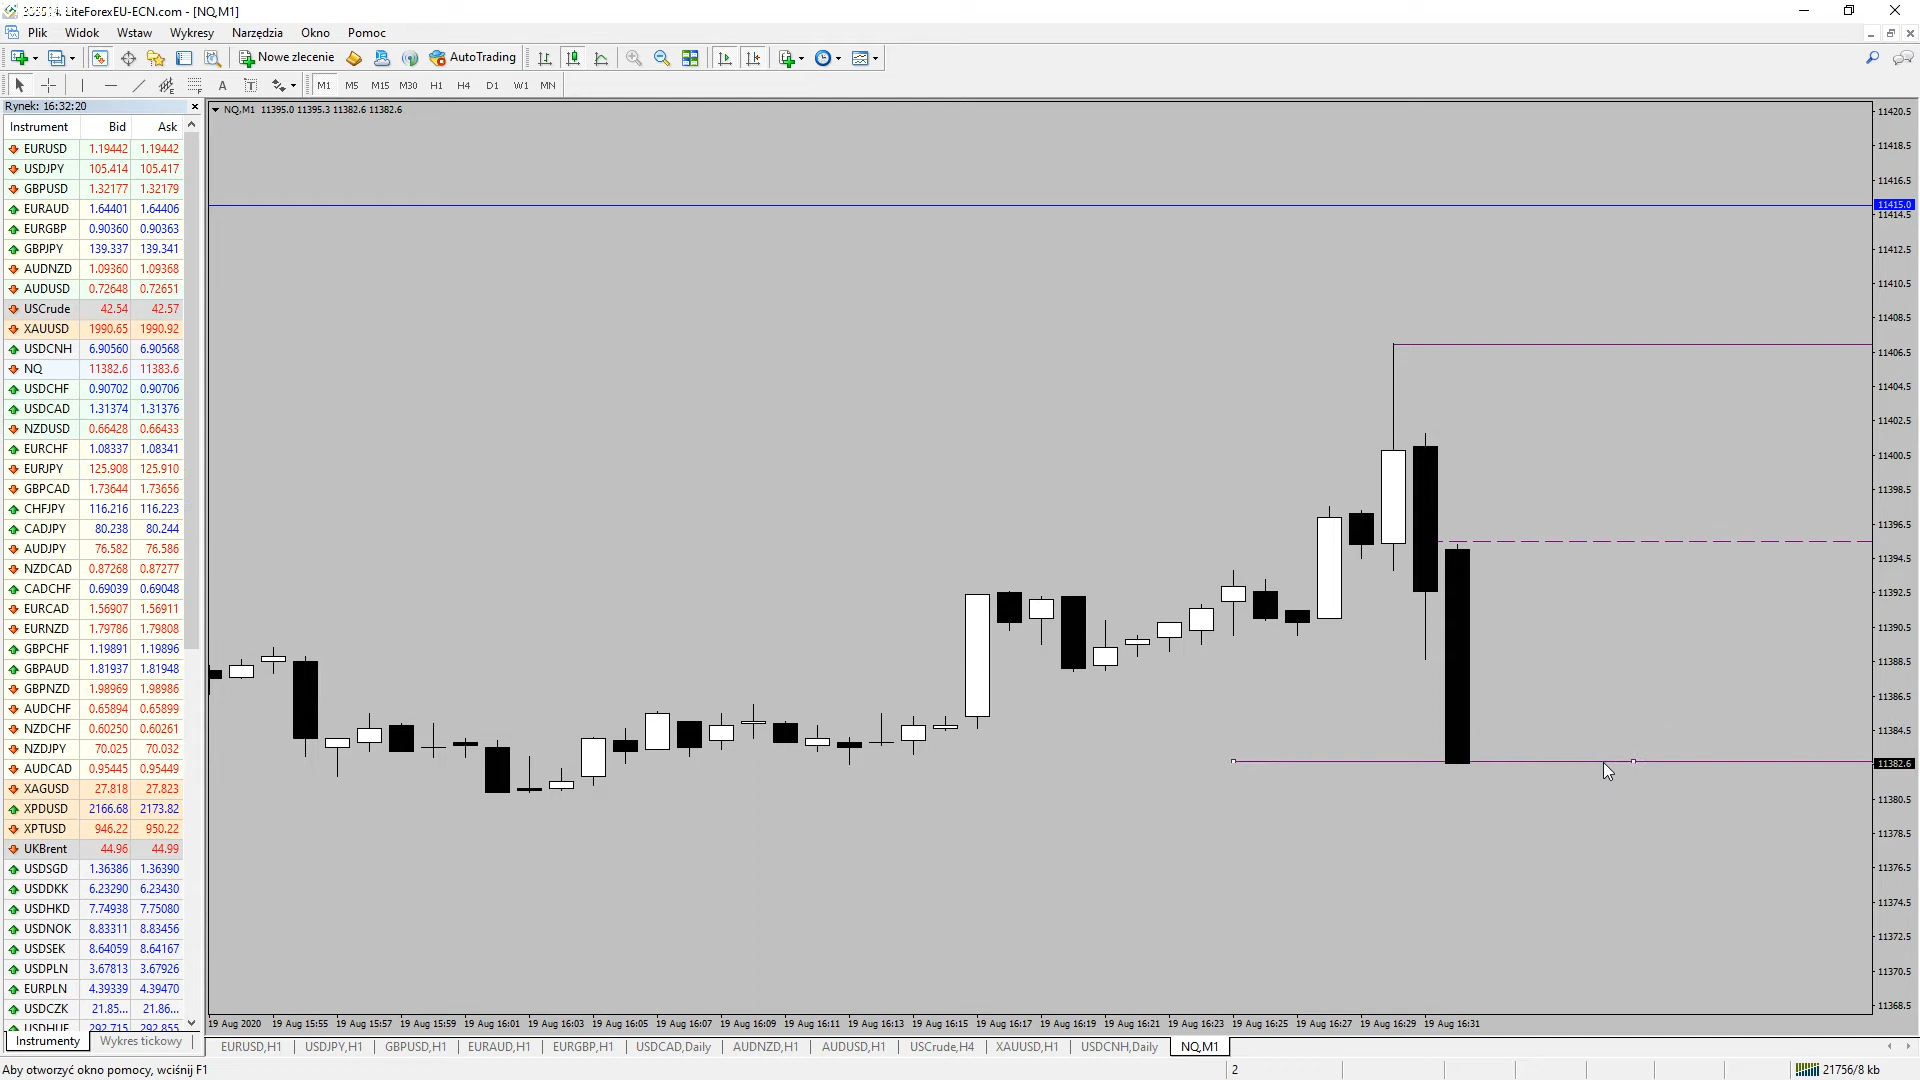 LiteForexEU-ECN.com - [NQ,M1]
Plik Widok Wstaw Wykresy Narzędzia Okno Pomoc
Nowe zlecenie AutoTrading
A T M1 M5 M15 M30 H1 H4 D1 W1 MN
Rynek: 16:32:20
Instrument Bid Ask
EURUSD 1.19442 1.19442
USDJPY 105.414 105.417
GBPUSD 1.32177 1.32179
EURAUD 1.64401 1.64406
EURGBP 0.90360 0.90363
GBPJPY 139.337 139.341
AUDNZD 1.09360 1.09368
AUDUSD 0.72648 0.72651
USCrude 42.54 42.57
XAUUSD 1990.65 1990.92
USDCNH 6.90560 6.90568
NQ 11382.6 11383.6
USDCHF 0.90702 0.90706
USDCAD 1.31374 1.31376
NZDUSD 0.66428 0.66433
EURCHF 1.08337 1.08341
EURJPY 125.908 125.910
GBPCAD 1.73644 1.73656
CHFJPY 116.216 116.223
CADJPY 80.238 80.244
AUDJPY 76.582 76.586
NZDCAD 0.87268 0.87277
CADCHF 0.69039 0.69048
EURCAD 1.56907 1.56911
EURNZD 1.79786 1.79808
GBPCHF 1.19891 1.19896
GBPAUD 1.81937 1.81948
GBPNZD 1.98969 1.98986
AUDCHF 0.65894 0.65899
NZDCHF 0.60250 0.60261
NZDJPY 70.025 70.032
AUDCAD 0.95445 0.95449
XAGUSD 27.818 27.823
XPDUSD 2166.68 2173.82
XPTUSD 946.22 950.22
UKBrent 44.96 44.99
USDSGD 1.36386 1.36390
USDDKK 6.23290 6.23430
USDHKD 7.74938 7.75080
USDNOK 8.83311 8.83456
USDSEK 8.64059 8.64167
USDPLN 3.67813 3.67926
EURPLN 4.39339 4.39470
USDCZK 21.85... 21.86...
USDHUF 292.715 292.855
Instrumenty Wykres tickowy
NQ,M1 11395.0 11395.3 11382.6 11382.6
11420.5
11418.5
11416.5
11415.0
11414.5
11412.5
11410.5
11408.5
11406.5
11404.5
11402.5
11400.5
11398.5
11396.5
11394.5
11392.5
11390.5
11388.5
11386.5
11384.5
11382.6
11380.5
11378.5
11376.5
11374.5
11372.5
11370.5
11368.5
19 Aug 2020 19 Aug 15:55 19 Aug 15:57 19 Aug 15:59 19 Aug 16:01 19 Aug 16:03 19 Aug 16:05 19 Aug 16:07 19 Aug 16:09 19 Aug 16:11 19 Aug 16:13 19 Aug 16:15 19 Aug 16:17 19 Aug 16:19 19 Aug 16:21 19 Aug 16:23 19 Aug 16:25 19 Aug 16:27 19 Aug 16:29 19 Aug 16:31
EURUSD,H1 USDJPY,H1 GBPUSD,H1 EURAUD,H1 EURGBP,H1 USDCAD,Daily AUDNZD,H1 AUDUSD,H1 USCrude,H4 XAUUSD,H1 USDCNH,Daily NQ,M1
Aby otworzyć okno pomocy, wciśnij F1 2 21756/8 kb